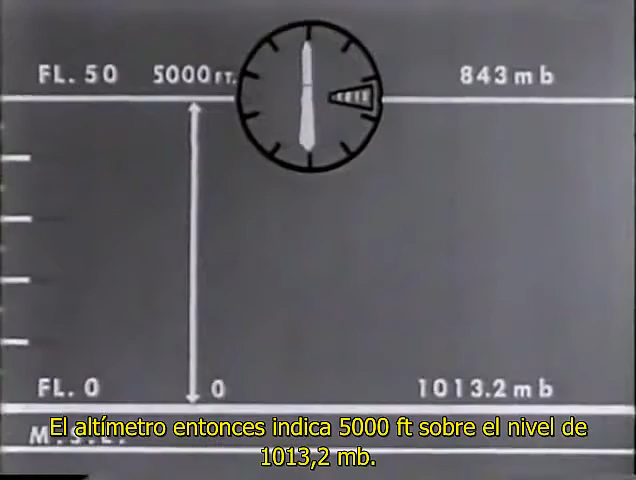 FL. 50 5000 FT. 843 mb
FL. 0 0 1013.2 mb
El altímetro entonces indica 5000 ft sobre el nivel de
1013,2 mb.